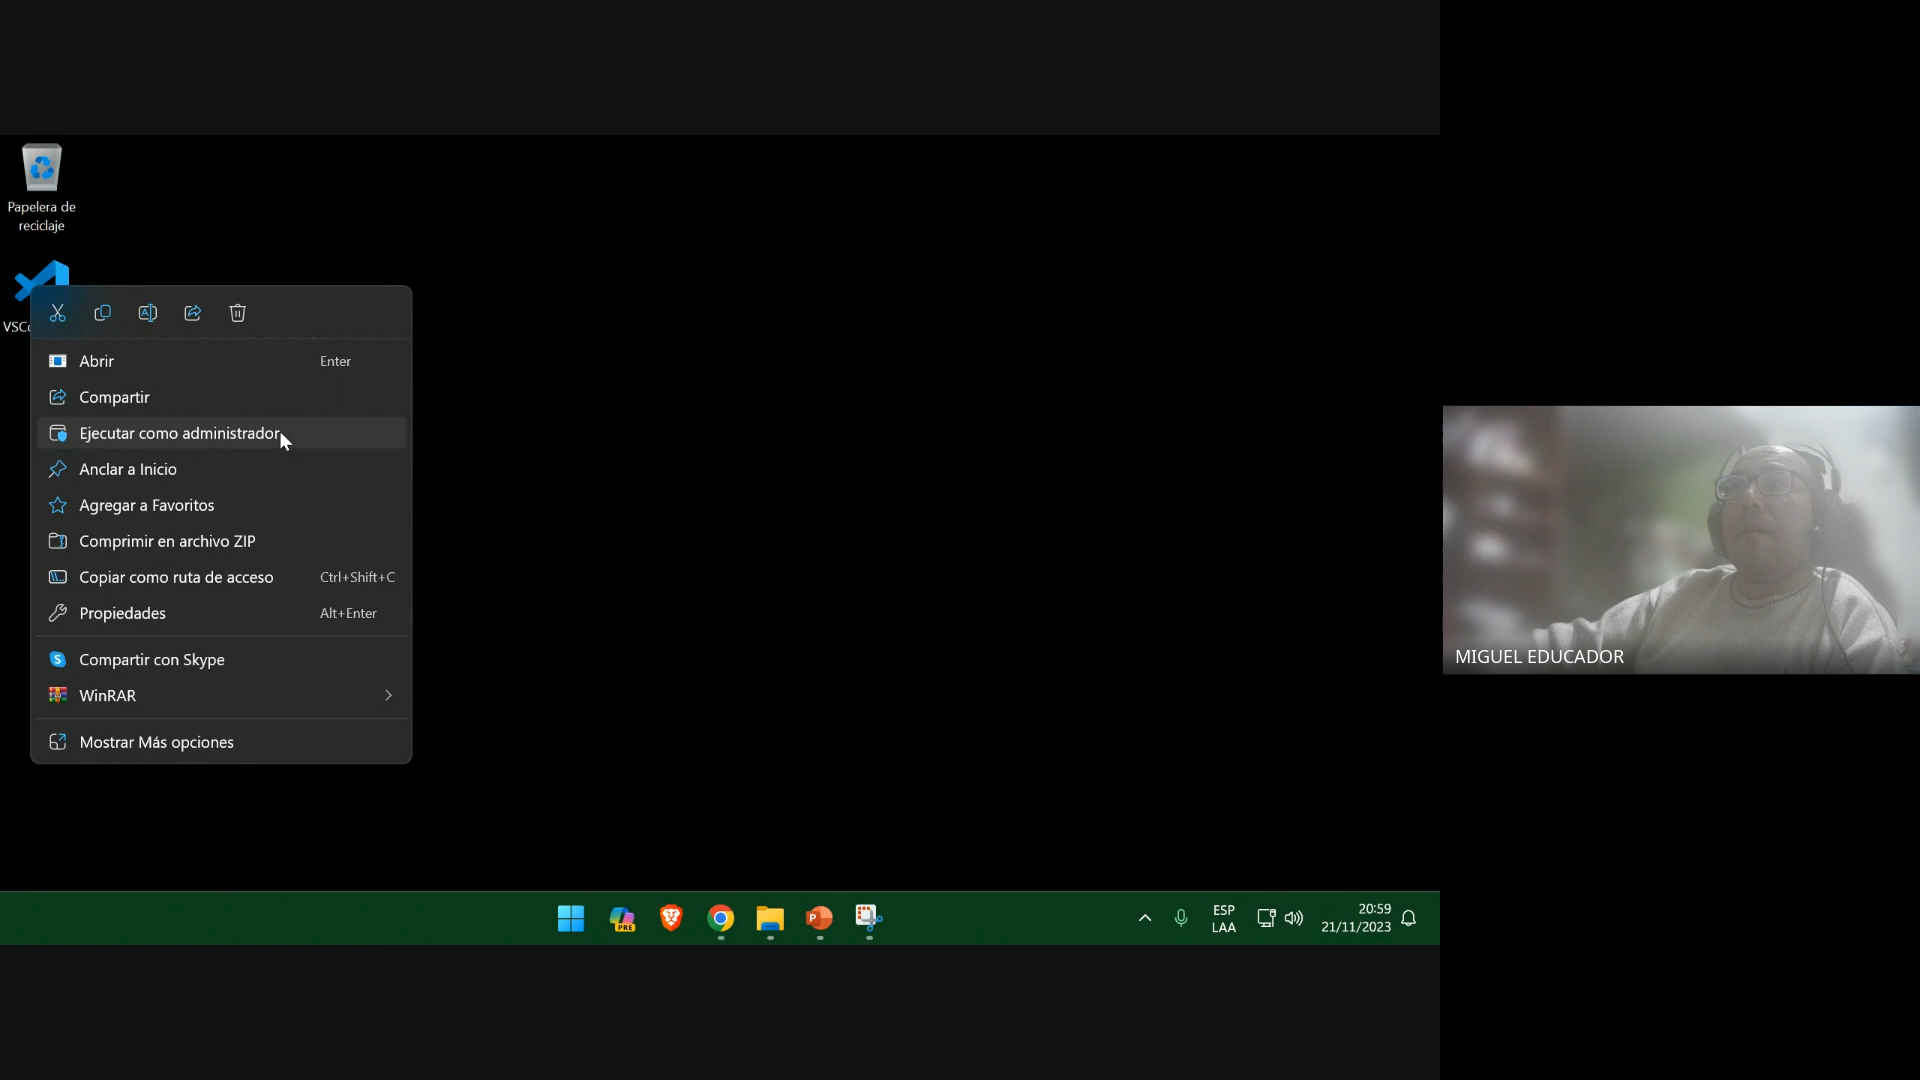 Papelera de
reciclaje
VSC
Abrir Enter
Compartir
Ejecutar como administrador
Anclar a Inicio
Agregar a Favoritos
Comprimir en archivo ZIP
Copiar como ruta de acceso Ctrl+Shift+C
Propiedades Alt+Enter
Compartir con Skype
WinRAR
Mostrar Más opciones
MIGUEL EDUCADOR
PRE
ESP
LAA
20:59
21/11/2023